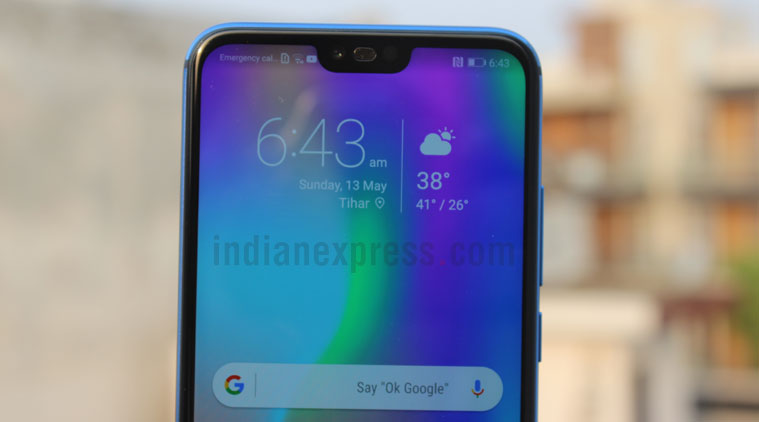 Emergency cal... 6:43
6:43 am
Sunday, 13 May
Tihar
38°
41° / 26°
indianexpress.com
G Say "Ok Google"